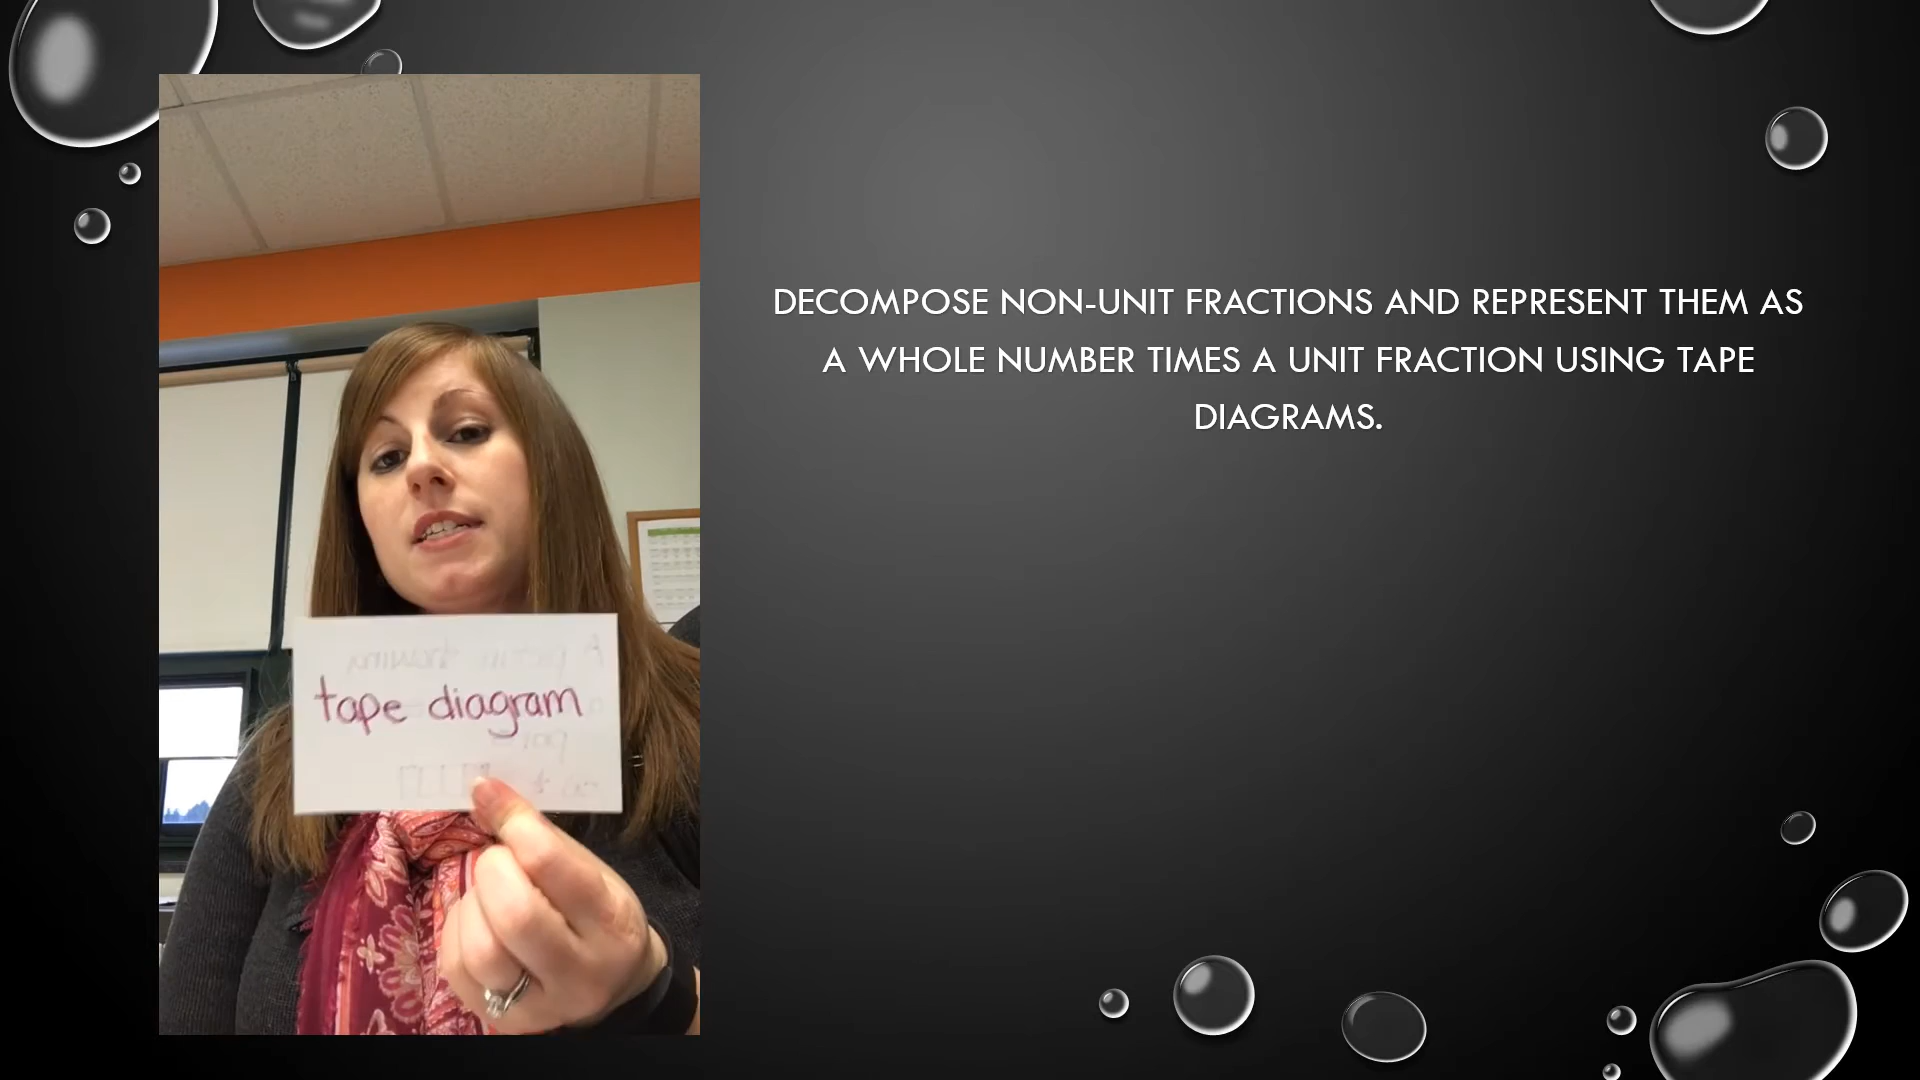 DECOMPOSE NON-UNIT FRACTIONS AND REPRESENT THEM AS
A WHOLE NUMBER TIMES A UNIT FRACTION USING TAPE
DIAGRAMS.
tape diagram